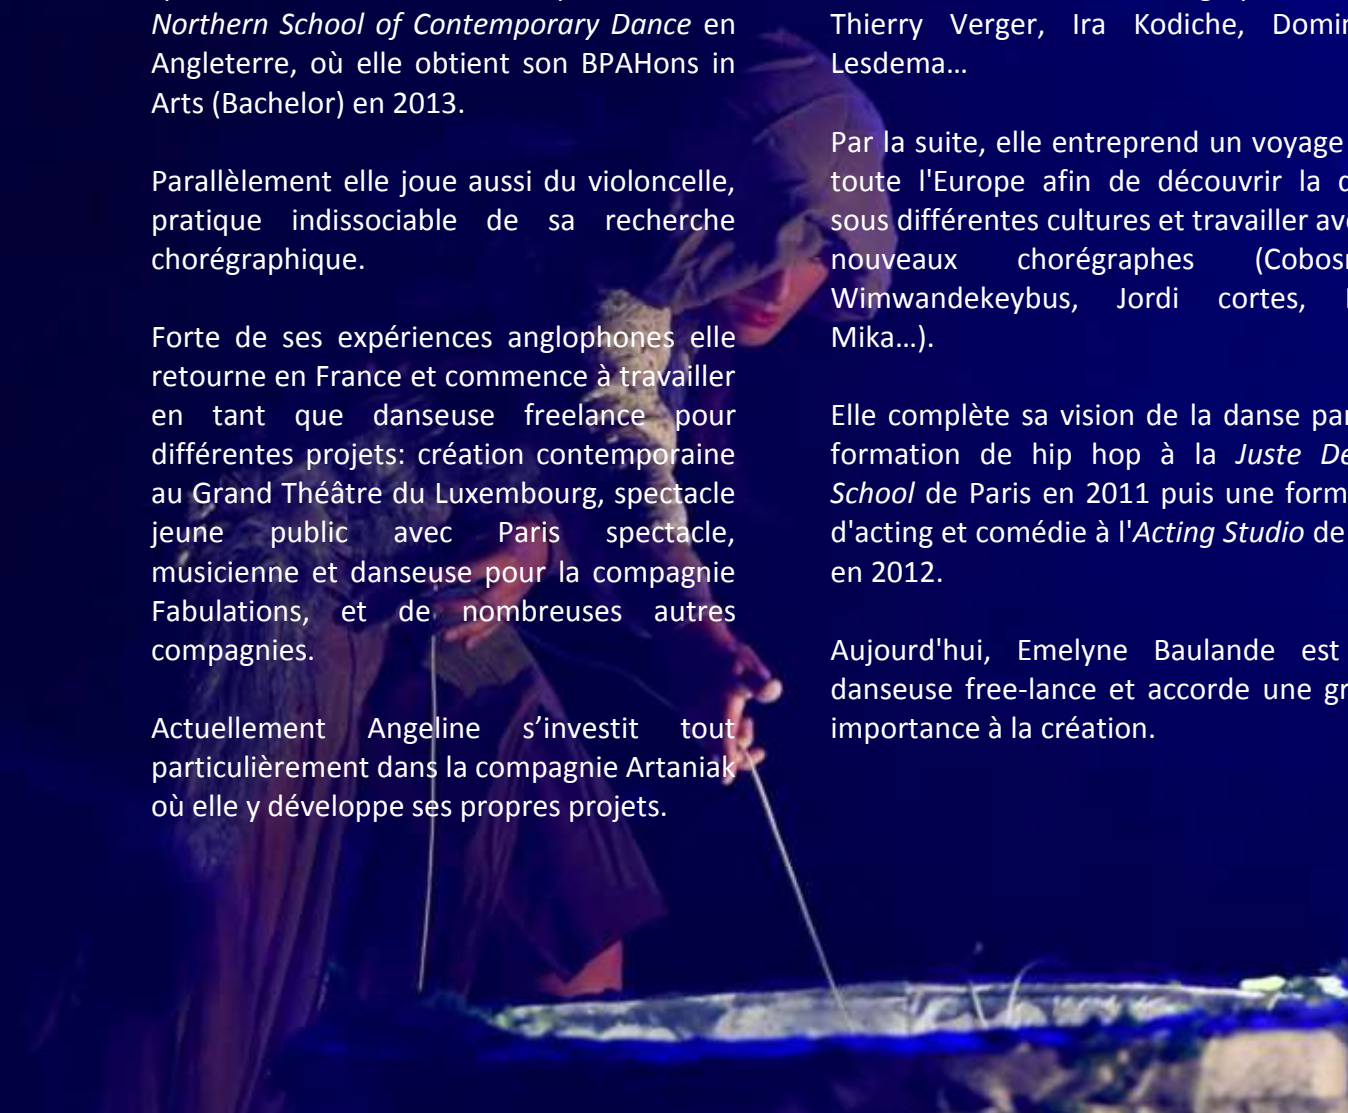 Northern School of Contemporary Dance en
Angleterre, où elle obtient son BPAHons in
Arts (Bachelor) en 2013.
Parallèlement elle joue aussi du violoncelle,
pratique indissociable de sa recherche
chorégraphique.
Forte de ses expériences anglophones elle
retourne en France et commence à travailler
en tant que danseuse freelance pour
différentes projets: création contemporaine
au Grand Théâtre du Luxembourg, spectacle
jeune public avec Paris spectacle,
musicienne et danseuse pour la compagnie
Fabulations, et de nombreuses autres
compagnies.
Actuellement Angeline s’investit tout
particulièrement dans la compagnie Artaniak
où elle y développe ses propres projets.
Thierry Verger, Ira Kodiche,
Lesdema…
Par la suite, elle entreprend un voyage
toute l'Europe afin de découvrir la
sous différentes cultures et travailler
nouveaux chorégraphes
Wimwandekeybus, Jordi cortes,
Mika…).
Elle complète sa vision de la danse par
formation de hip hop à la Juste
School de Paris en 2011 puis une
d'acting et comédie à l'Acting Studio de
en 2012.
Aujourd'hui, Emelyne Baulande est
danseuse free-lance et accorde une
importance à la création.